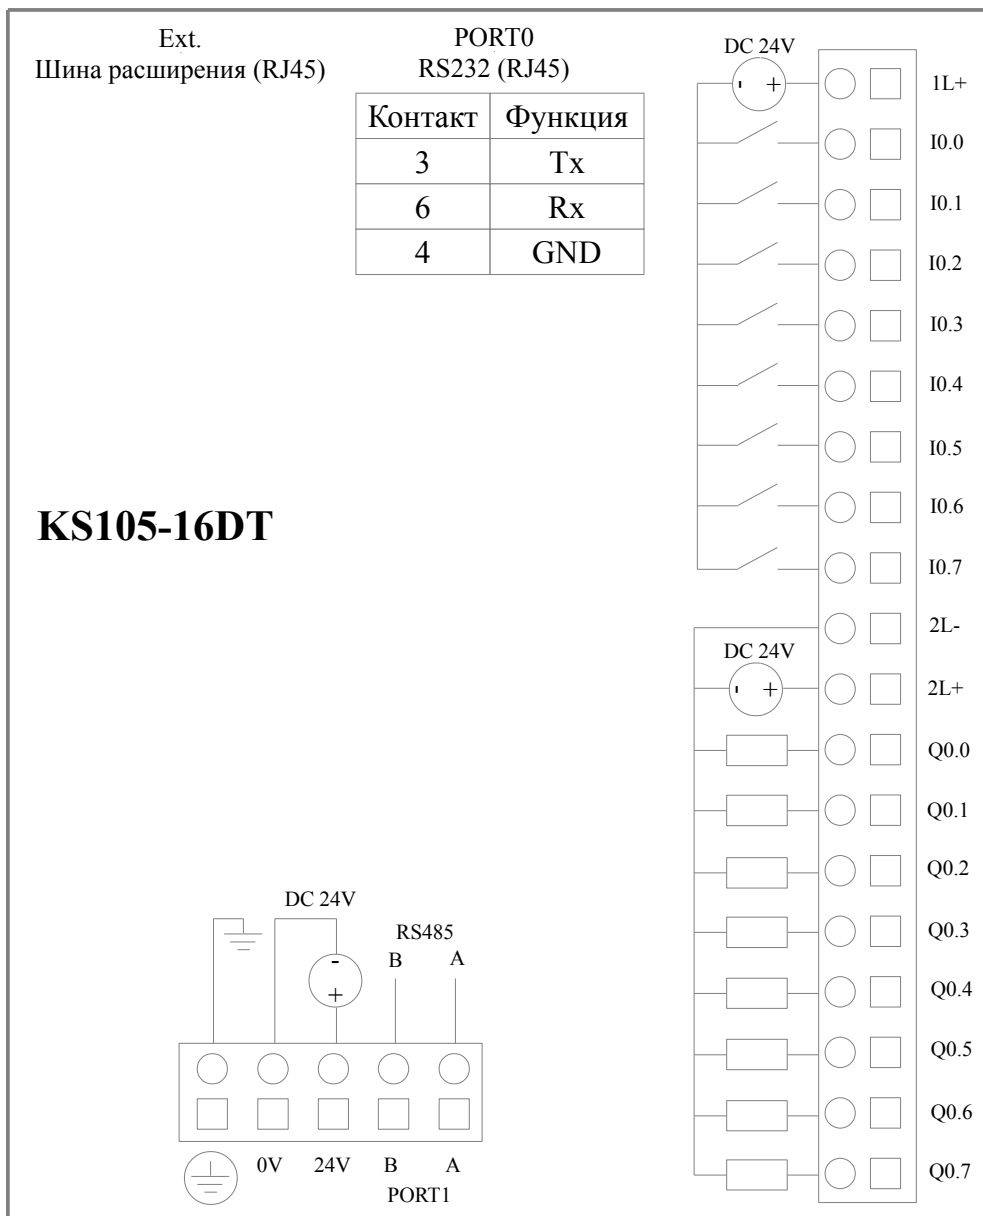 Ext.
Шина расширения (RJ45)
PORT0
RS232 (RJ45)
Контакт Функция
3 Tx
6 Rx
4 GND
KS105-16DT
DC 24V
- +
1L+
I0.0
I0.1
I0.2
I0.3
I0.4
I0.5
I0.6
I0.7
2L-
DC 24V
- +
2L+
Q0.0
Q0.1
Q0.2
Q0.3
Q0.4
Q0.5
Q0.6
Q0.7
DC 24V
-
+
RS485
B A
0V 24V B A
PORT1